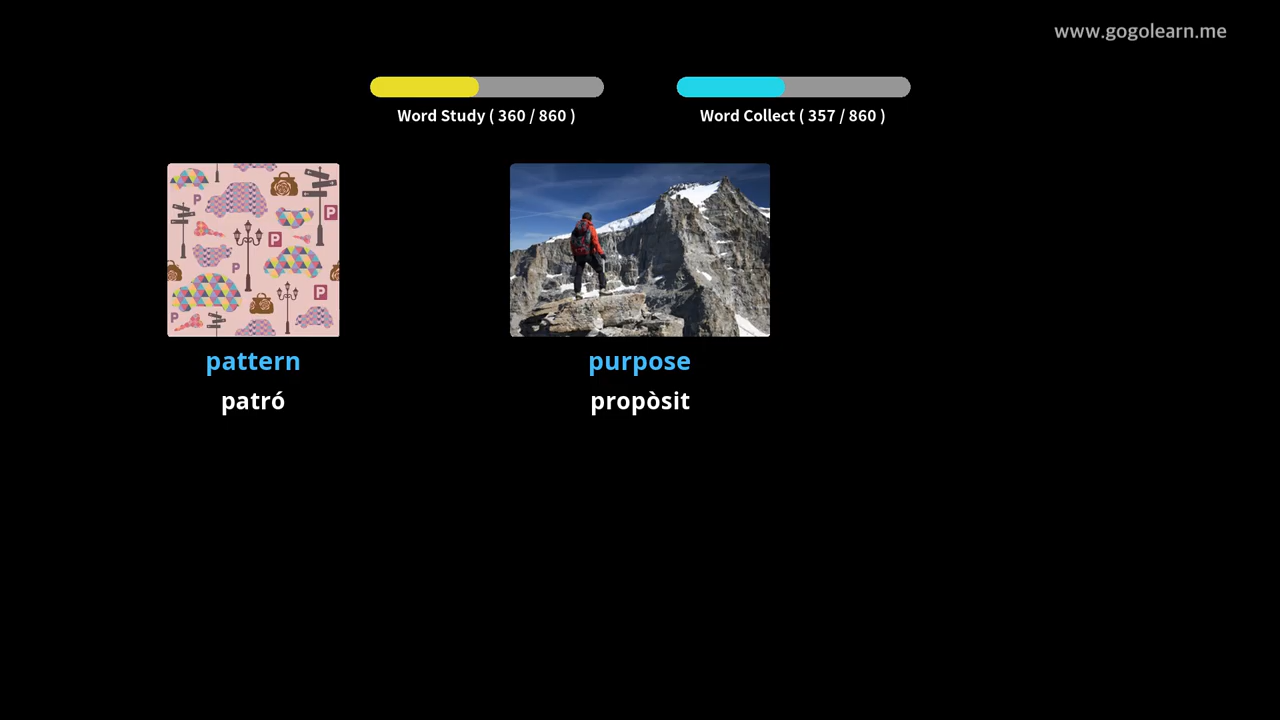 www.gogolearn.me
Word Study ( 360 / 860 )
Word Collect ( 357 / 860 )
P
P
P
P
P
P
pattern
purpose
patró
propòsit